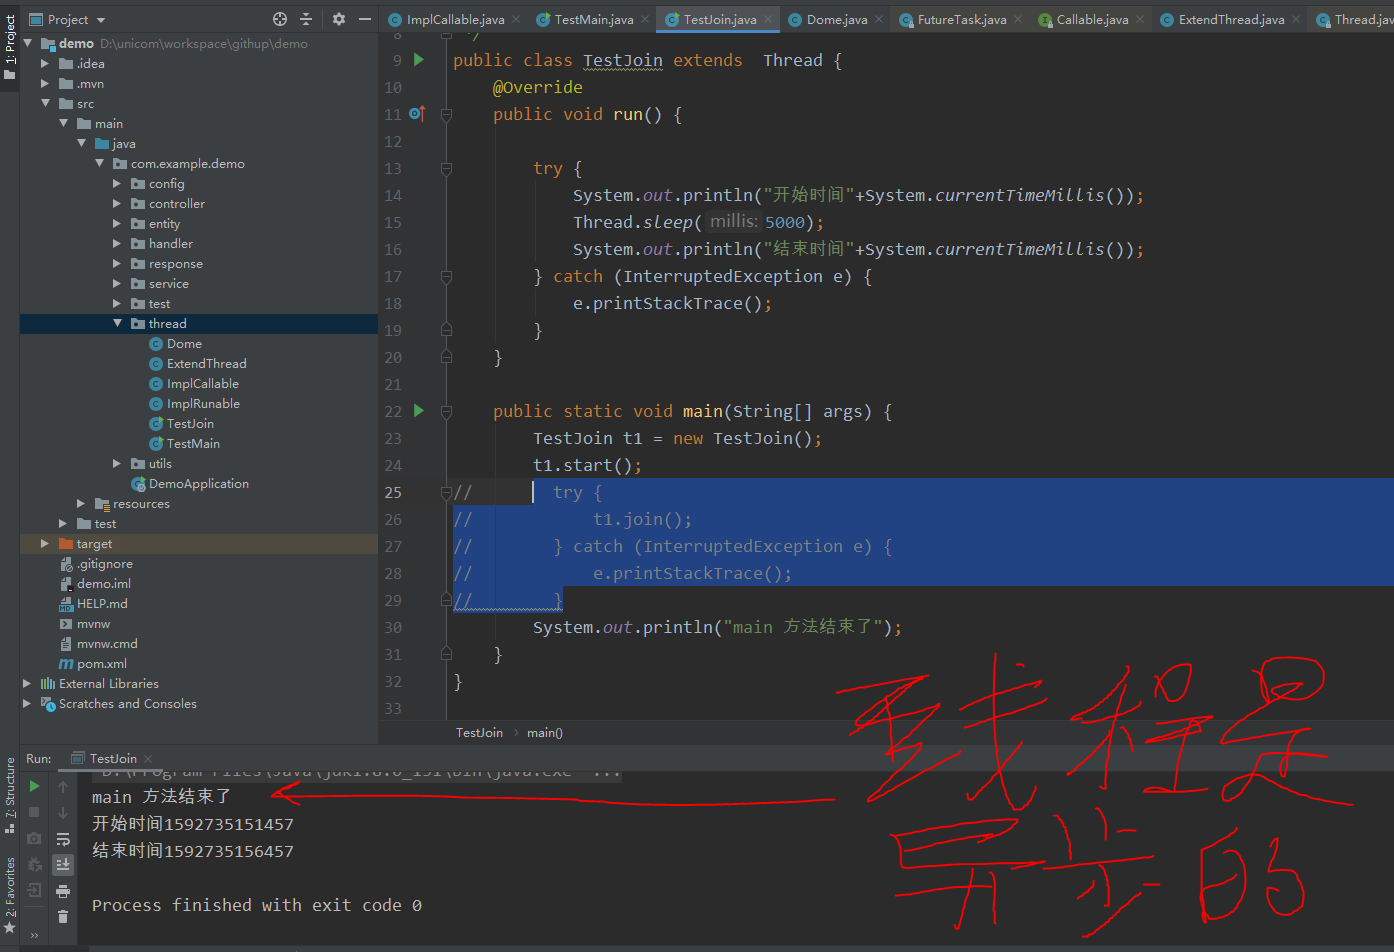 1: Project
Project
demo D:\unicom\workspace\githup\demo
.idea
.mvn
src
main
java
com.example.demo
config
controller
entity
handler
response
service
test
thread
Dome
ExtendThread
ImplCallable
ImplRunable
TestJoin
TestMain
utils
DemoApplication
resources
test
target
.gitignore
demo.iml
HELP.md
mvnw
mvnw.cmd
pom.xml
External Libraries
Scratches and Consoles
ImplCallable.java
TestMain.java
TestJoin.java
Dome.java
FutureTask.java
Callable.java
ExtendThread.java
Thread.java
8 */
9 public class TestJoin extends  Thread {
10 @Override
11 public void run() {
12
13 try {
14 System.out.println("开始时间"+System.currentTimeMillis());
15 Thread.sleep( millis: 5000);
16 System.out.println("结束时间"+System.currentTimeMillis());
17 } catch (InterruptedException e) {
18 e.printStackTrace();
19 }
20 }
21
22 public static void main(String[] args) {
23 TestJoin t1 = new TestJoin();
24 t1.start();
25 // try {
26 // t1.join();
27 // } catch (InterruptedException e) {
28 // e.printStackTrace();
29 // }
30 System.out.println("main 方法结束了");
31 }
32 }
33
TestJoin > main()
Run: TestJoin
main 方法结束了
开始时间1592735151457
结束时间1592735156457
Process finished with exit code 0
7: Structure
2: Favorites
程是
异步的